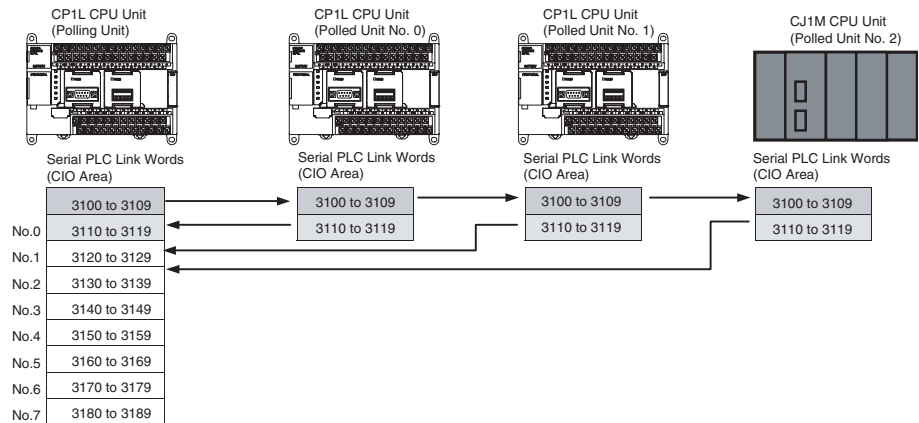 CP1L CPU Unit
(Polling Unit)
CP1L CPU Unit
(Polled Unit No. 0)
CP1L CPU Unit
(Polled Unit No. 1)
CJ1M CPU Unit
(Polled Unit No. 2)
Serial PLC Link Words
(CIO Area)
Serial PLC Link Words
(CIO Area)
Serial PLC Link Words
(CIO Area)
Serial PLC Link Words
(CIO Area)
3100 to 3109
3100 to 3109
3100 to 3109
3100 to 3109
No.0 3110 to 3119
3110 to 3119
3110 to 3119
3110 to 3119
No.1 3120 to 3129
No.2 3130 to 3139
No.3 3140 to 3149
No.4 3150 to 3159
No.5 3160 to 3169
No.6 3170 to 3179
No.7 3180 to 3189